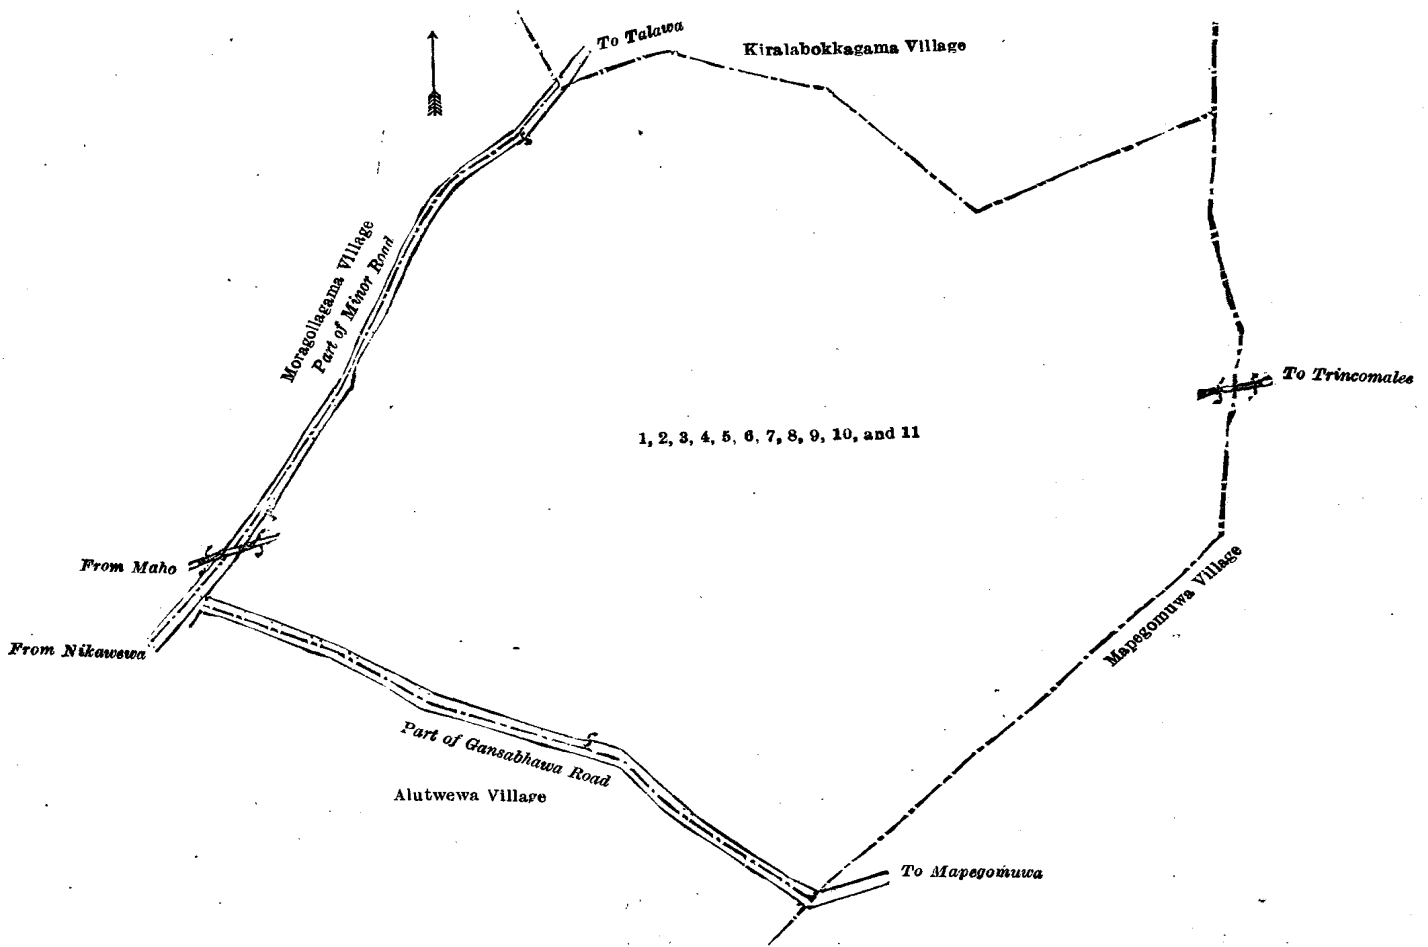 To Talawa
Kiralabokkagama Village
Moragollagama Village
Part of Minor Road
To Trincomalee
1, 2, 3, 4, 5, 6, 7, 8, 9, 10, and 11
From Maho
From Nikawewa
Mapegomuwa Village
Part of Gansabhawa Road
Alutwewa Village
To Mapegomuwa